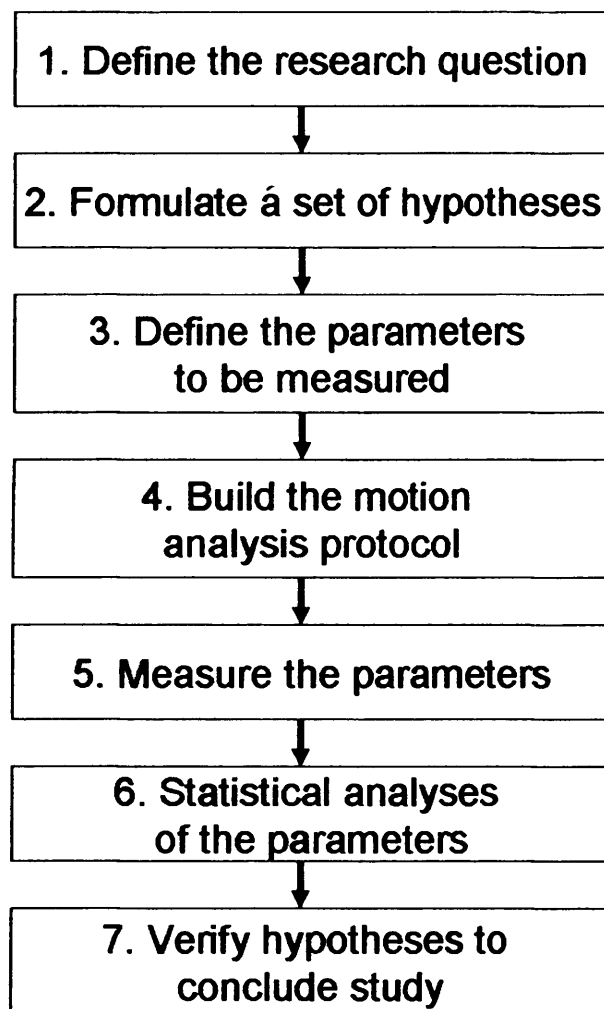 1. Define the research question
2. Formulate á set of hypotheses
3. Define the parameters
to be measured
4. Build the motion
analysis protocol
5. Measure the parameters
6. Statistical analyses
of the parameters
7. Verify hypotheses to
conclude study